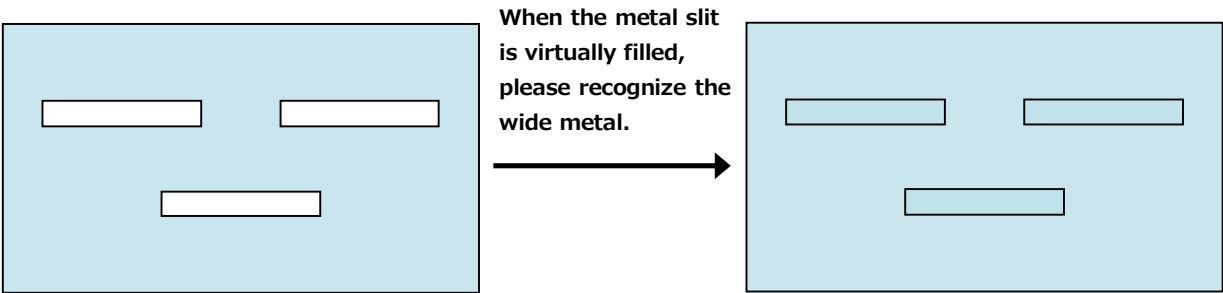 When the metal slit
is virtually filled,
please recognize the
wide metal.